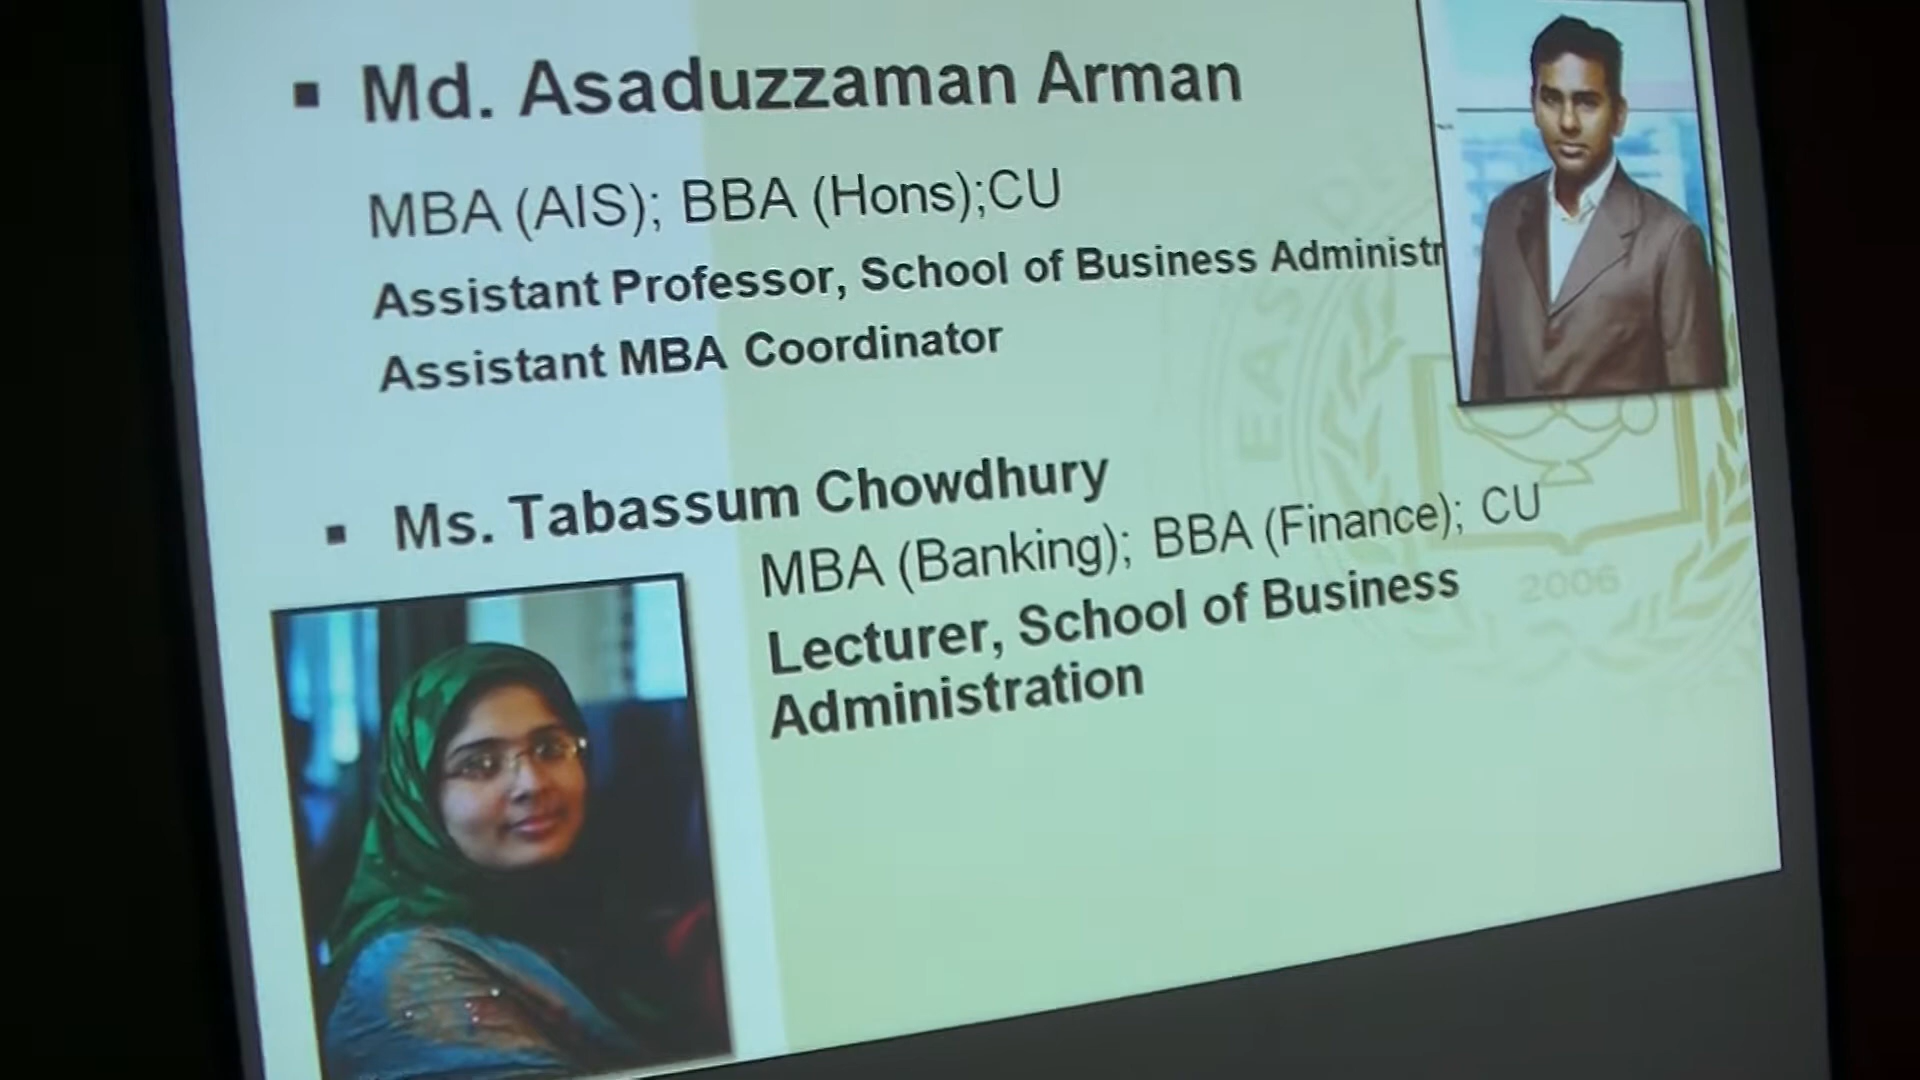 Md. Asaduzzaman Arman
MBA (AIS); BBA (Hons);CU
Assistant Professor, School of Business Administr
Assistant MBA Coordinator
Ms. Tabassum Chowdhury
MBA (Banking); BBA (Finance); CU
Lecturer, School of Business
Administration
EAS
2006